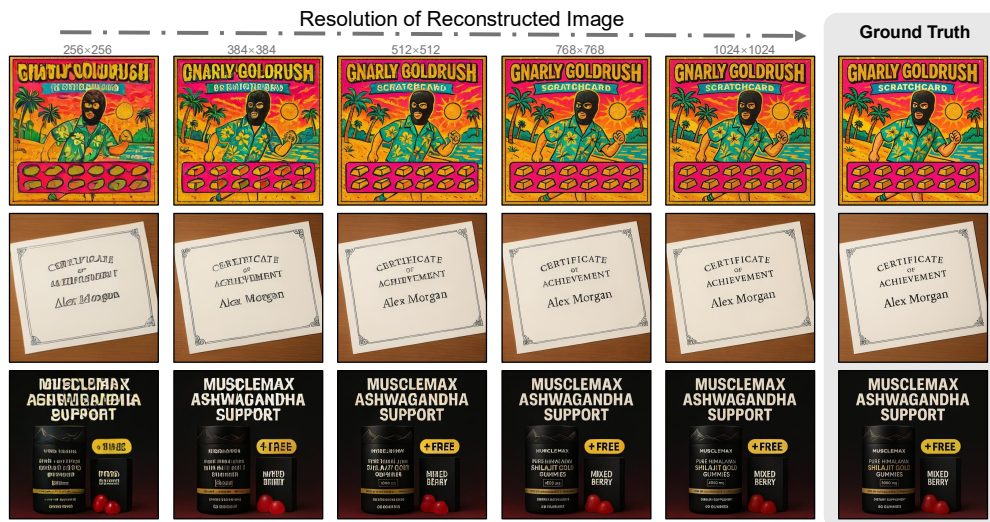 Resolution of Reconstructed Image
256×256
384×384
512×512
768×768
1024×1024
Ground Truth
GNARLY GOLDRUSH
GNARLY GOLDRUSH
SCRATCHCARD
GNARLY GOLDRUSH
SCRATCHCARD
GNARLY GOLDRUSH
SCRATCHCARD
GNARLY GOLDRUSH
SCRATCHCARD
CERTIFICATE
OF
Alex Morgan
CERTIFICATE
OF
ACHIEVEMENT
Alex Morgan
CERTIFICATE
OF
ACHIEVEMENT
Alex Morgan
CERTIFICATE
OF
ACHIEVEMENT
Alex Morgan
CERTIFICATE
OF
ACHIEVEMENT
Alex Morgan
CERTIFICATE
OF
ACHIEVEMENT
Alex Morgan
MUSCLEMAX
SUPPORT
MUSCLEMAX
ASHWAGANDHA
SUPPORT
MUSCLEMAX
ASHWAGANDHA
SUPPORT
+ FREE
MIXED
BERRY
MUSCLEMAX
ASHWAGANDHA
SUPPORT
+ FREE
MUSCLEMAX
PURE HIMALAYAN
SHILAJIT GOLD
GUMMIES
MIXED
BERRY
MUSCLEMAX
ASHWAGANDHA
SUPPORT
+ FREE
MUSCLEMAX
PURE HIMALAYAN
SHILAJIT GOLD
GUMMIES
MIXED
BERRY
MUSCLEMAX
ASHWAGANDHA
SUPPORT
+ FREE
MUSCLEMAX
PURE HIMALAYAN
SHILAJIT GOLD
GUMMIES
MIXED
BERRY